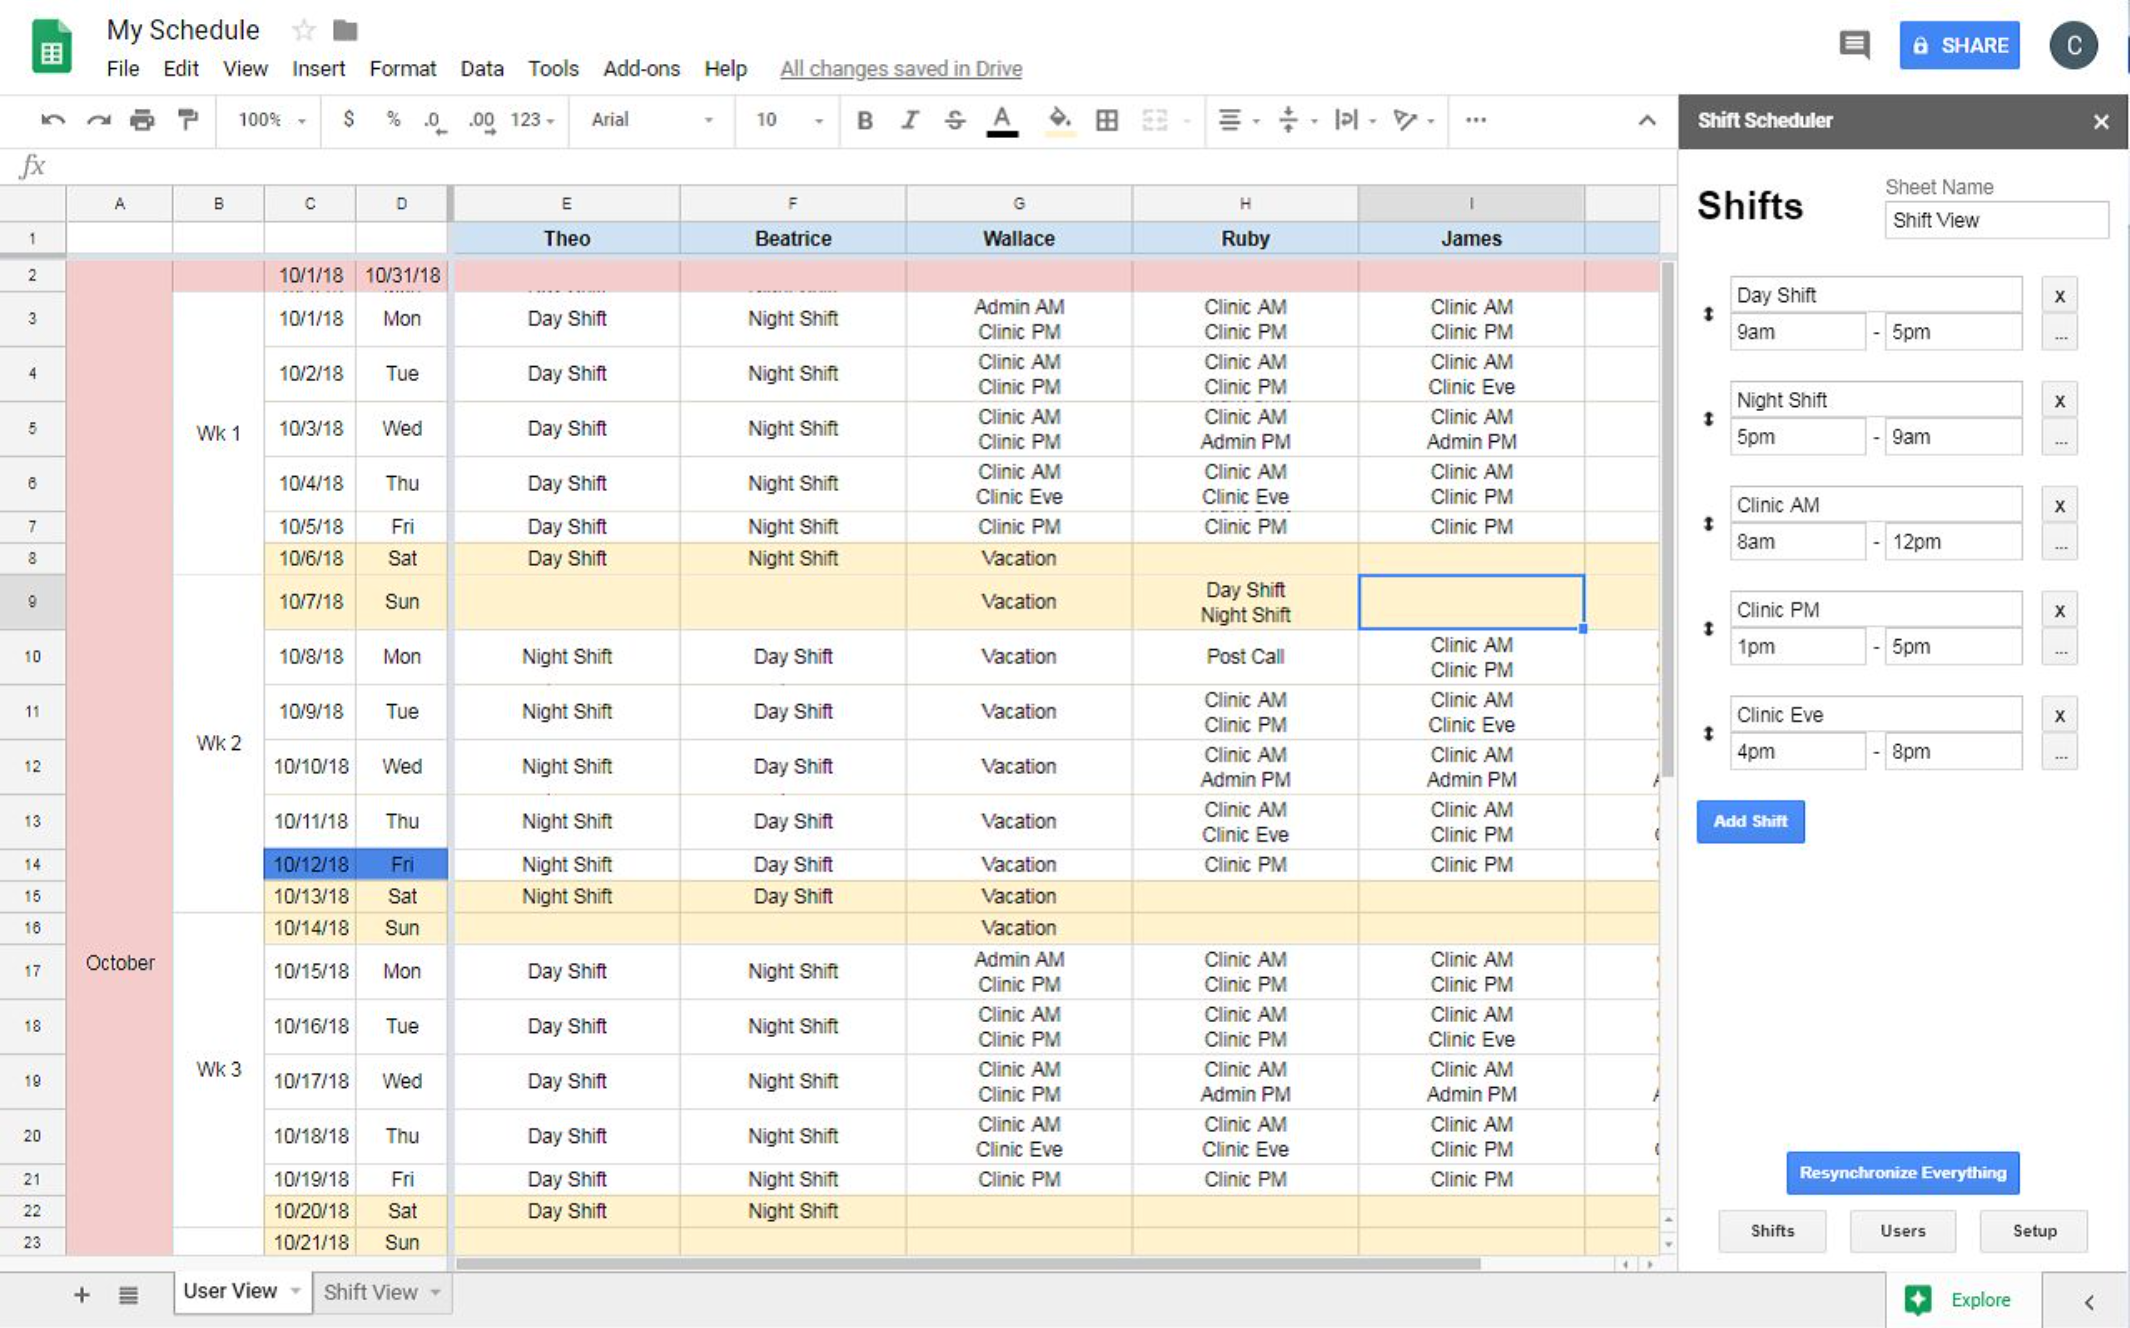 My Schedule
File Edit View Insert Format Data Tools Add-ons Help All changes saved in Drive
SHARE
C
100% $ % .0 .00 123 Arial 10 B I S A ...
Shift Scheduler x
fx
A B C D E F G H I
1 Theo Beatrice Wallace Ruby James
2 10/1/18 10/31/18
3 10/1/18 Mon Day Shift Night Shift Admin AM Clinic AM Clinic AM
Clinic PM Clinic PM Clinic PM
4 10/2/18 Tue Day Shift Night Shift Clinic AM Clinic AM Clinic AM
Clinic PM Clinic PM Clinic Eve
Wk 1
5 10/3/18 Wed Day Shift Night Shift Clinic AM Clinic AM Clinic AM
Clinic PM Admin PM Admin PM
6 10/4/18 Thu Day Shift Night Shift Clinic AM Clinic AM Clinic AM
Clinic Eve Clinic Eve Clinic PM
7 10/5/18 Fri Day Shift Night Shift Clinic PM Clinic PM Clinic PM
8 10/6/18 Sat Day Shift Night Shift Vacation
9 10/7/18 Sun Vacation Day Shift
Night Shift
10 10/8/18 Mon Night Shift Day Shift Vacation Post Call Clinic AM
Clinic PM
11 10/9/18 Tue Night Shift Day Shift Vacation Clinic AM Clinic AM
Clinic PM Clinic Eve
Wk 2
12 10/10/18 Wed Night Shift Day Shift Vacation Clinic AM Clinic AM
Admin PM Admin PM
13 10/11/18 Thu Night Shift Day Shift Vacation Clinic AM Clinic AM
Clinic Eve Clinic PM
14 10/12/18 Fri Night Shift Day Shift Vacation Clinic PM Clinic PM
15 10/13/18 Sat Night Shift Day Shift Vacation
16 10/14/18 Sun Vacation
October
17 10/15/18 Mon Day Shift Night Shift Admin AM Clinic AM Clinic AM
Clinic PM Clinic PM Clinic PM
18 10/16/18 Tue Day Shift Night Shift Clinic AM Clinic AM Clinic AM
Clinic PM Clinic PM Clinic Eve
Wk 3
19 10/17/18 Wed Day Shift Night Shift Clinic AM Clinic AM Clinic AM
Clinic PM Admin PM Admin PM
20 10/18/18 Thu Day Shift Night Shift Clinic AM Clinic AM Clinic AM
Clinic Eve Clinic Eve Clinic PM
21 10/19/18 Fri Day Shift Night Shift Clinic PM Clinic PM Clinic PM
22 10/20/18 Sat Day Shift Night Shift
23 10/21/18 Sun
Shifts
Sheet Name
Shift View
Day Shift x
9am - 5pm ...
Night Shift x
5pm - 9am ...
Clinic AM x
8am - 12pm ...
Clinic PM x
1pm - 5pm ...
Clinic Eve x
4pm - 8pm ...
Add Shift
Resynchronize Everything
Shifts Users Setup
+ User View Shift View
Explore